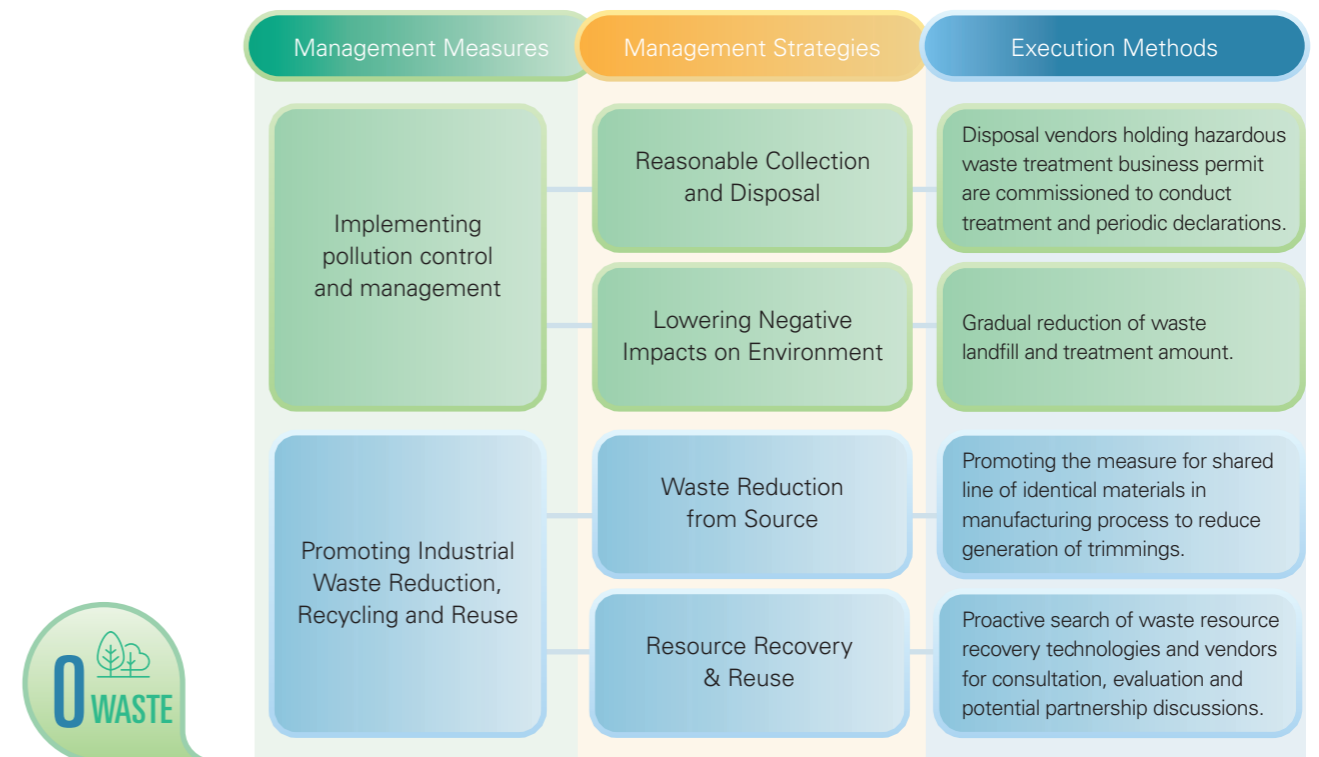 Management Measures
Management Strategies
Execution Methods
Implementing
pollution control
and management
Reasonable Collection
and Disposal
Disposal vendors holding hazardous
waste treatment business permit
are commissioned to conduct
treatment and periodic declarations.
Lowering Negative
Impacts on Environment
Gradual reduction of waste
landfill and treatment amount.
Promoting Industrial
Waste Reduction,
Recycling and Reuse
Waste Reduction
from Source
Promoting the measure for shared
line of identical materials in
manufacturing process to reduce
generation of trimmings.
Resource Recovery
& Reuse
Proactive search of waste resource
recovery technologies and vendors
for consultation, evaluation and
potential partnership discussions.
0 WASTE